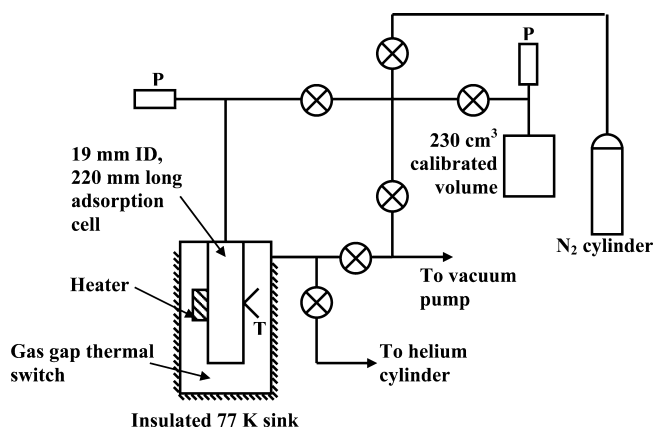 P
P
19 mm ID,
220 mm long
adsorption
cell
230 cm³
calibrated
volume
N₂ cylinder
To vacuum
pump
Heater
T
Gas gap thermal
switch
To helium
cylinder
Insulated 77 K sink